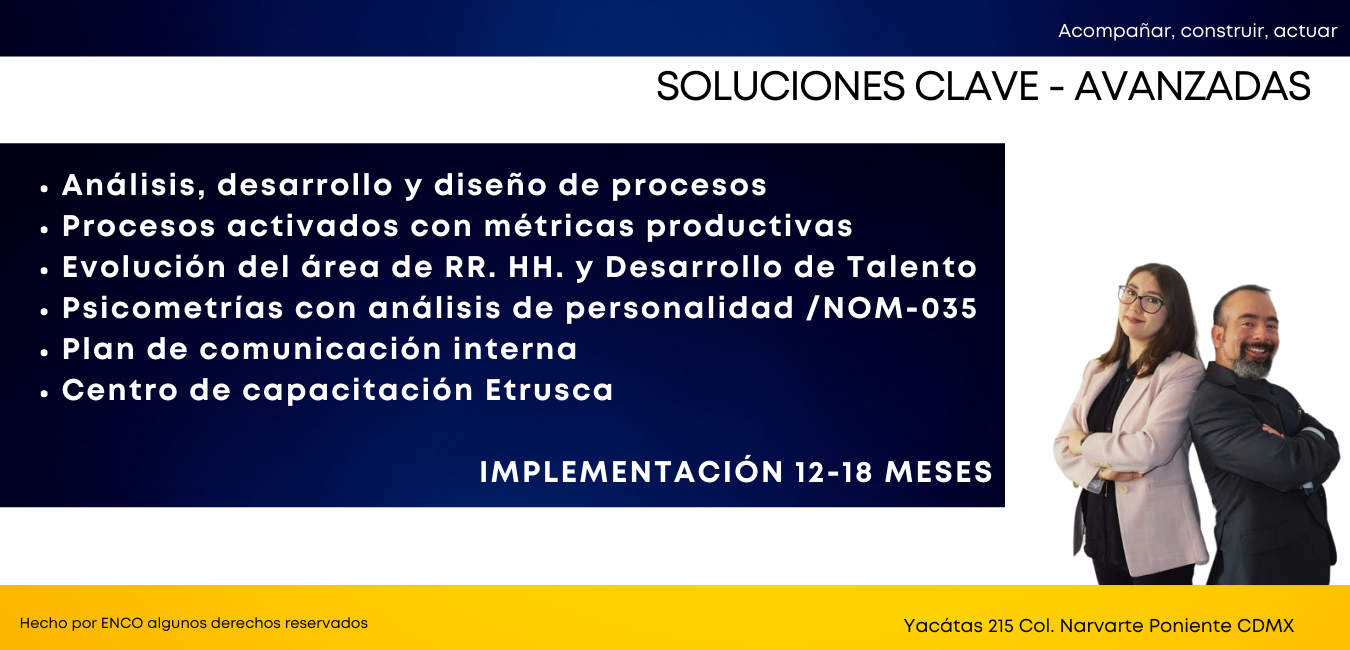 Acompañar, construir, actuar
SOLUCIONES CLAVE - AVANZADAS
• Análisis, desarrollo y diseño de procesos
• Procesos activados con métricas productivas
• Evolución del área de RR. HH. y Desarrollo de Talento
• Psicometrías con análisis de personalidad /NOM-035
• Plan de comunicación interna
• Centro de capacitación Etrusca
IMPLEMENTACIÓN 12-18 MESES
Hecho por ENCO algunos derechos reservados
Yacátas 215 Col. Narvarte Poniente CDMX